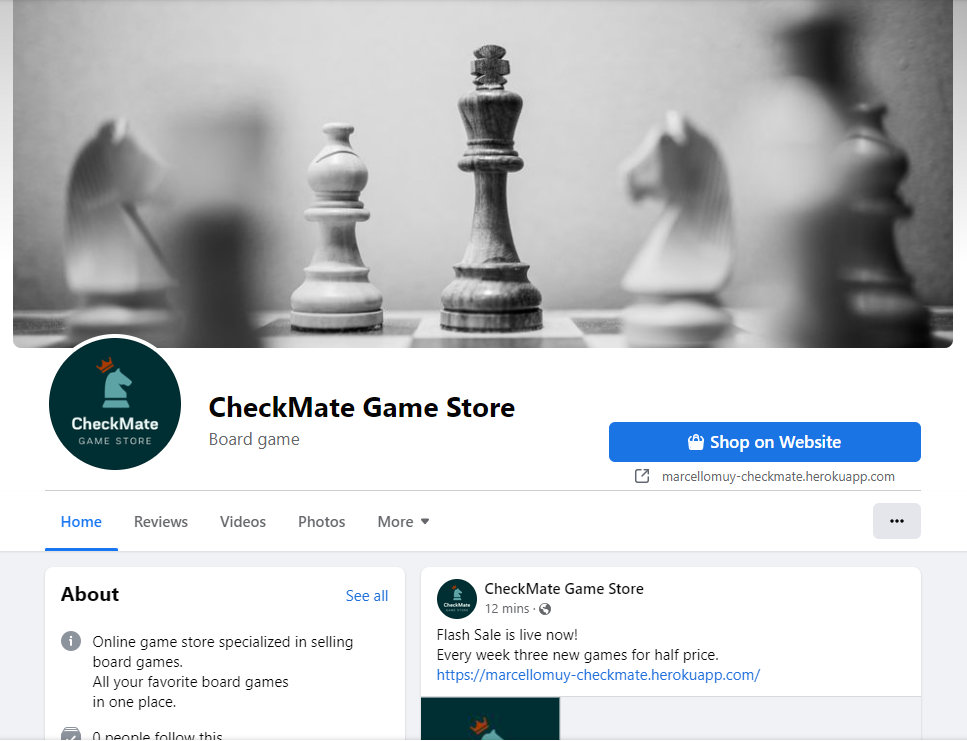 CheckMate
GAME STORE
CheckMate Game Store
Board game
Shop on Website
marcellomuy-checkmate.herokuapp.com
Home
Reviews
Videos
Photos
More
About
See all
Online game store specialized in selling
board games.
All your favorite board games
in one place.
0 people follow this
CheckMate
GAME STORE
CheckMate Game Store
12 mins ·
Flash Sale is live now!
Every week three new games for half price.
https://marcellomuy-checkmate.herokuapp.com/